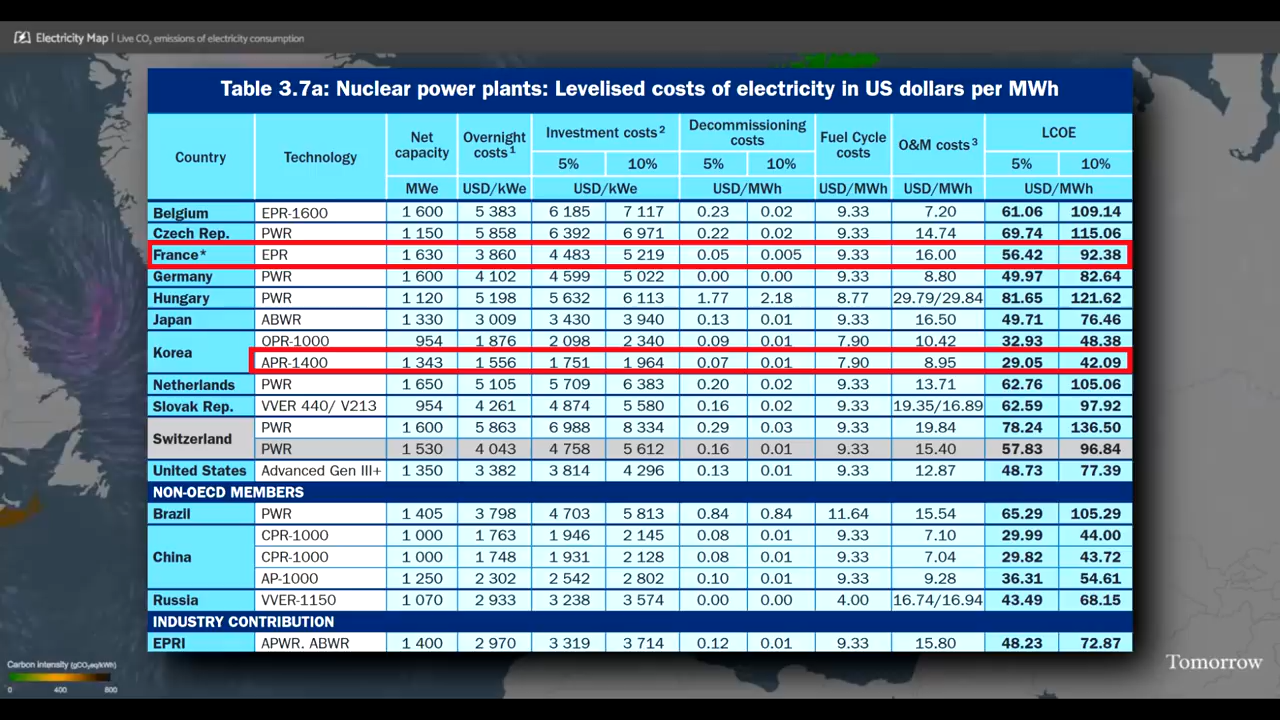 Electricity Map | Live CO₂ emissions of electricity consumption
Table 3.7a: Nuclear power plants: Levelised costs of electricity in US dollars per MWh
Country Technology Net capacity Overnight costs¹ Investment costs² Decommissioning costs Fuel Cycle costs O&M costs³ LCOE
5% 10% 5% 10% 5% 10%
MWe USD/kWe USD/kWe USD/MWh USD/MWh USD/MWh USD/MWh
Belgium EPR-1600 1 600 5 383 6 185 7 117 0.23 0.02 9.33 7.20 61.06 109.14
Czech Rep. PWR 1 150 5 858 6 392 6 971 0.22 0.02 9.33 14.74 69.74 115.06
France* EPR 1 630 3 860 4 483 5 219 0.05 0.005 9.33 16.00 56.42 92.38
Germany PWR 1 600 4 102 4 599 5 022 0.00 0.00 9.33 8.80 49.97 82.64
Hungary PWR 1 120 5 198 5 632 6 113 1.77 2.18 8.77 29.79/29.84 81.65 121.62
Japan ABWR 1 330 3 009 3 430 3 940 0.13 0.01 9.33 16.50 49.71 76.46
Korea OPR-1000 954 1 876 2 098 2 340 0.09 0.01 7.90 10.42 32.93 48.38
APR-1400 1 343 1 556 1 751 1 964 0.07 0.01 7.90 8.95 29.05 42.09
Netherlands PWR 1 650 5 105 5 709 6 383 0.20 0.02 9.33 13.71 62.76 105.06
Slovak Rep. VVER 440/ V213 954 4 261 4 874 5 580 0.16 0.02 9.33 19.35/16.89 62.59 97.92
Switzerland PWR 1 600 5 863 6 988 8 334 0.29 0.03 9.33 19.84 78.24 136.50
PWR 1 530 4 043 4 758 5 612 0.16 0.01 9.33 15.40 57.83 96.84
United States Advanced Gen III+ 1 350 3 382 3 814 4 296 0.13 0.01 9.33 12.87 48.73 77.39
NON-OECD MEMBERS
Brazil PWR 1 405 3 798 4 703 5 813 0.84 0.84 11.64 15.54 65.29 105.29
China CPR-1000 1 000 1 763 1 946 2 145 0.08 0.01 9.33 7.10 29.99 44.00
CPR-1000 1 000 1 748 1 931 2 128 0.08 0.01 9.33 7.04 29.82 43.72
AP-1000 1 250 2 302 2 542 2 802 0.10 0.01 9.33 9.28 36.31 54.61
Russia VVER-1150 1 070 2 933 3 238 3 574 0.00 0.00 4.00 16.74/16.94 43.49 68.15
INDUSTRY CONTRIBUTION
EPRI APWR. ABWR 1 400 2 970 3 319 3 714 0.12 0.01 9.33 15.80 48.23 72.87
Carbon intensity (gCO₂eq/kWh)
0 400 800
Tomorrow